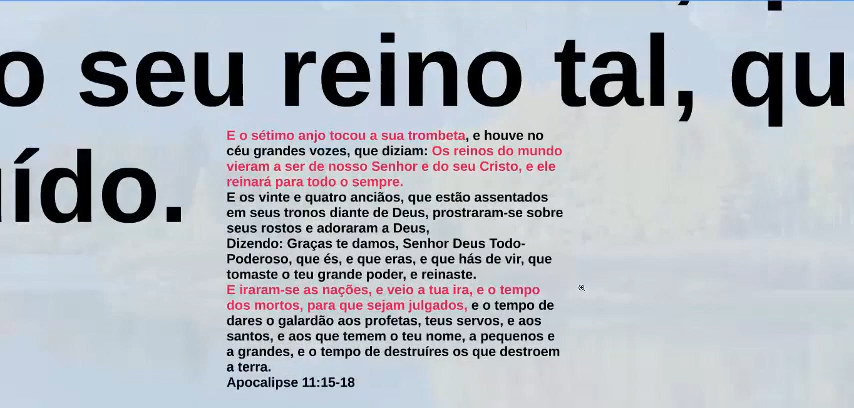 o seu reino tal, qu
ído.
E o sétimo anjo tocou a sua trombeta, e houve no
céu grandes vozes, que diziam: Os reinos do mundo
vieram a ser de nosso Senhor e do seu Cristo, e ele
reinará para todo o sempre.
E os vinte e quatro anciãos, que estão assentados
em seus tronos diante de Deus, prostraram-se sobre
seus rostos e adoraram a Deus,
Dizendo: Graças te damos, Senhor Deus Todo-
Poderoso, que és, e que eras, e que hás de vir, que
tomaste o teu grande poder, e reinaste.
E iraram-se as nações, e veio a tua ira, e o tempo
dos mortos, para que sejam julgados, e o tempo de
dares o galardão aos profetas, teus servos, e aos
santos, e aos que temem o teu nome, a pequenos e
a grandes, e o tempo de destruíres os que destroem
a terra.
Apocalipse 11:15-18